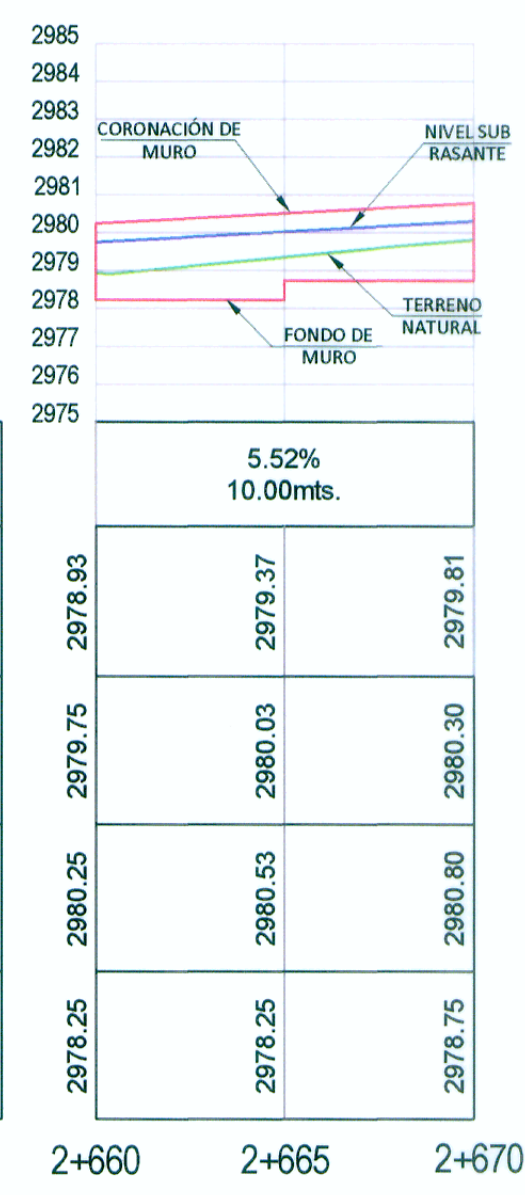 2985
2984
2983
2982
2981
2980
2979
2978
2977
2976
2975
CORONACIÓN DE
MURO
NIVEL SUB
RASANTE
TERRENO
NATURAL
FONDO DE
MURO
5.52%
10.00mts.
2978.93 2979.37 2979.81
2979.75 2980.03 2980.30
2980.25 2980.53 2980.80
2978.25 2978.25 2978.75
2+660 2+665 2+670